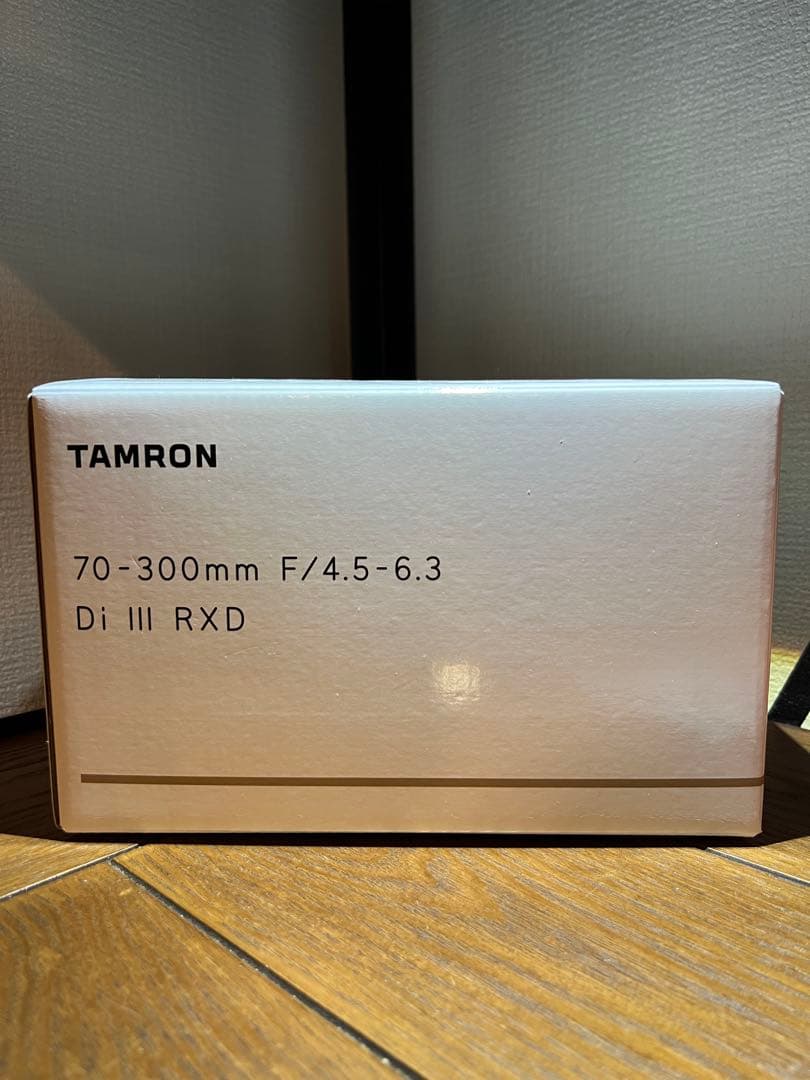 TAMRON
70-300mm F/4.5-6.3
Di III RXD